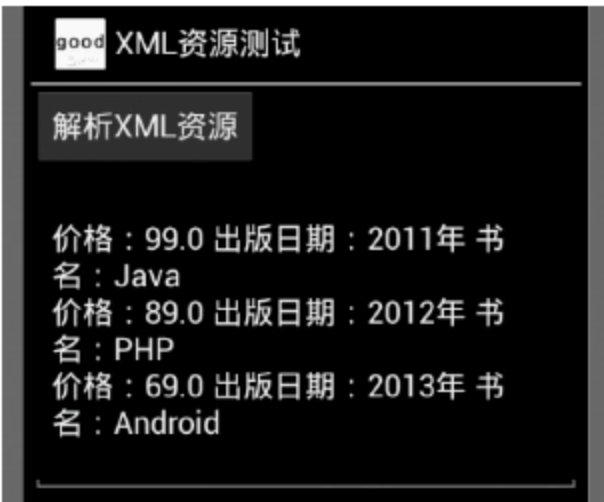 good
XML资源测试
解析XML资源
价格：99.0 出版日期：2011年 书
名：Java
价格：89.0 出版日期：2012年 书
名：PHP
价格：69.0 出版日期：2013年 书
名：Android